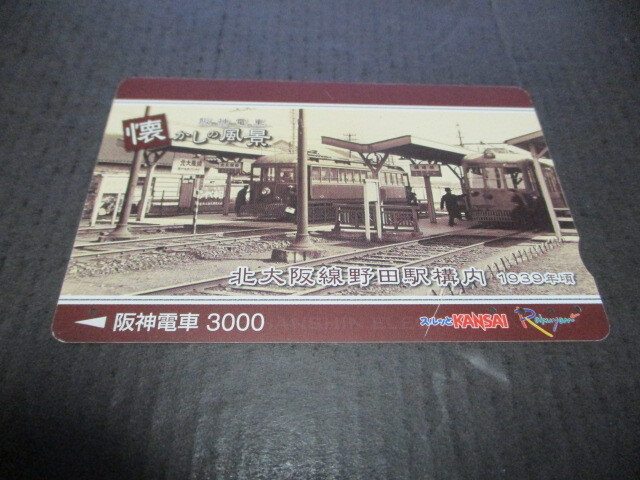 阪神電車
懐かしの風景
北大阪線野田駅構内 1939年頃
◀ 阪神電車 3000 スルッとKANSAI Rakuyan